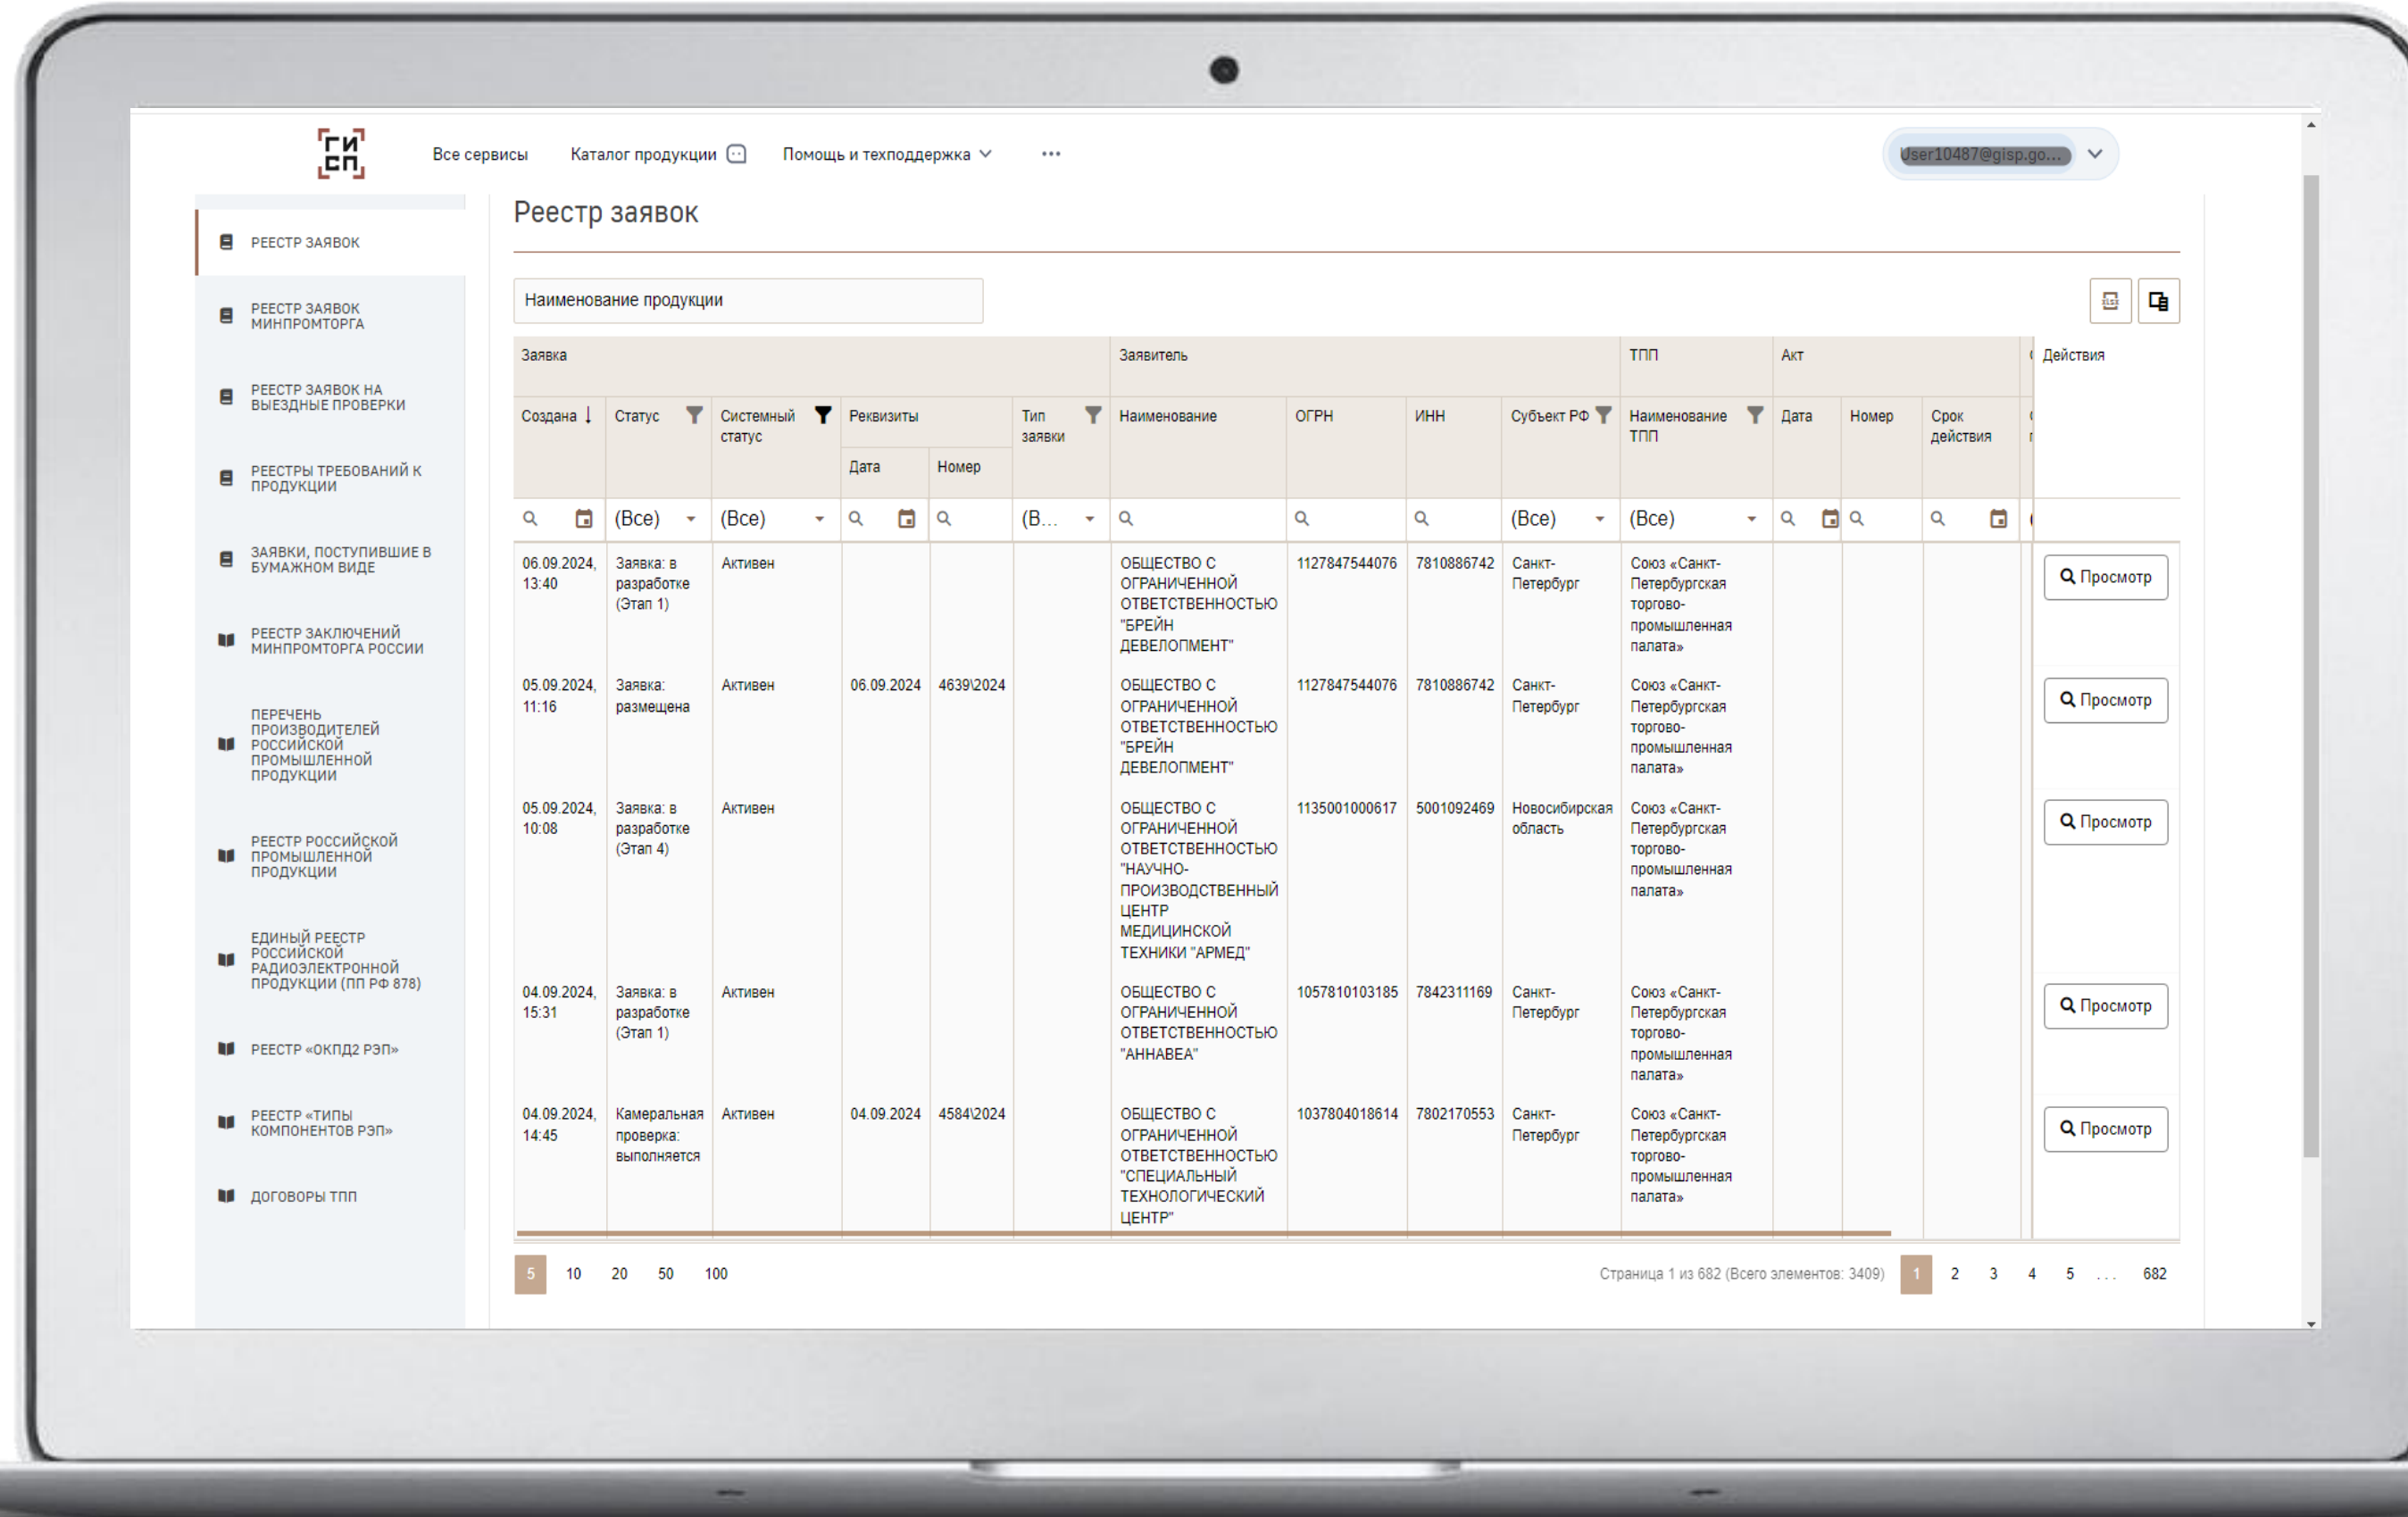 ГИ
СП
Все сервисы Каталог продукции Помощь и техподдержка
User10487@gisp.go...
РЕЕСТР ЗАЯВОК
РЕЕСТР ЗАЯВОК
МИНПРОМТОРГА
РЕЕСТР ЗАЯВОК НА
ВЫЕЗДНЫЕ ПРОВЕРКИ
РЕЕСТРЫ ТРЕБОВАНИЙ К
ПРОДУКЦИИ
ЗАЯВКИ, ПОСТУПИВШИЕ В
БУМАЖНОМ ВИДЕ
РЕЕСТР ЗАКЛЮЧЕНИЙ
МИНПРОМТОРГА РОССИИ
ПЕРЕЧЕНЬ
ПРОИЗВОДИТЕЛЕЙ
РОССИЙСКОЙ
ПРОМЫШЛЕННОЙ
ПРОДУКЦИИ
РЕЕСТР РОССИЙСКОЙ
ПРОМЫШЛЕННОЙ
ПРОДУКЦИИ
ЕДИНЫЙ РЕЕСТР
РОССИЙСКОЙ
РАДИОЭЛЕКТРОННОЙ
ПРОДУКЦИИ (ПП РФ 878)
РЕЕСТР «ОКПД2 РЭП»
РЕЕСТР «ТИПЫ
КОМПОНЕНТОВ РЭП»
ДОГОВОРЫ ТПП
Реестр заявок
Наименование продукции
xlsx
Заявка Заявитель ТПП Акт Действия
Создана Статус Системный Реквизиты Тип Наименование ОГРН ИНН Субъект РФ Наименование Дата Номер Срок
статус заявки ТПП действия
Дата Номер
(Все) (Все) (В... (Все) (Все)
06.09.2024, Заявка: в Активен ОБЩЕСТВО С 1127847544076 7810886742 Санкт- Союз «Санкт- Просмотр
13:40 разработке ОГРАНИЧЕННОЙ Петербург Петербургская
(Этап 1) ОТВЕТСТВЕННОСТЬЮ торгово-
"БРЕЙН промышленная
ДЕВЕЛОПМЕНТ" палата»
05.09.2024, Заявка: Активен 06.09.2024 4639\2024 ОБЩЕСТВО С 1127847544076 7810886742 Санкт- Союз «Санкт- Просмотр
11:16 размещена ОГРАНИЧЕННОЙ Петербург Петербургская
ОТВЕТСТВЕННОСТЬЮ торгово-
"БРЕЙН промышленная
ДЕВЕЛОПМЕНТ" палата»
05.09.2024, Заявка: в Активен ОБЩЕСТВО С 1135001000617 5001092469 Новосибирская Союз «Санкт- Просмотр
10:08 разработке ОГРАНИЧЕННОЙ область Петербургская
(Этап 4) ОТВЕТСТВЕННОСТЬЮ торгово-
"НАУЧНО- промышленная
ПРОИЗВОДСТВЕННЫЙ палата»
ЦЕНТР
МЕДИЦИНСКОЙ
ТЕХНИКИ "АРМЕД"
04.09.2024, Заявка: в Активен ОБЩЕСТВО С 1057810103185 7842311169 Санкт- Союз «Санкт- Просмотр
15:31 разработке ОГРАНИЧЕННОЙ Петербург Петербургская
(Этап 1) ОТВЕТСТВЕННОСТЬЮ торгово-
"АННАВЕА" промышленная
палата»
04.09.2024, Камеральная Активен 04.09.2024 4584\2024 ОБЩЕСТВО С 1037804018614 7802170553 Санкт- Союз «Санкт- Просмотр
14:45 проверка: ОГРАНИЧЕННОЙ Петербург Петербургская
выполняется ОТВЕТСТВЕННОСТЬЮ торгово-
"СПЕЦИАЛЬНЫЙ промышленная
ТЕХНОЛОГИЧЕСКИЙ палата»
ЦЕНТР"
5 10 20 50 100 Страница 1 из 682 (Всего элементов: 3409) 1 2 3 4 5 ... 682